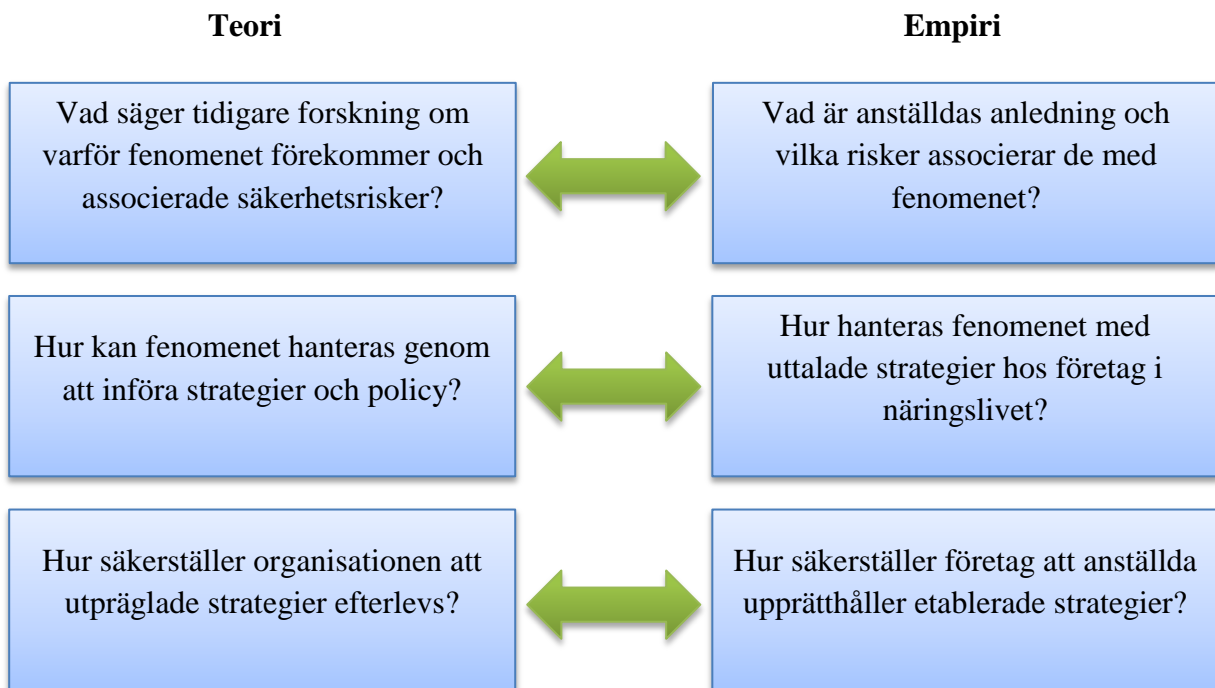 Teori
Empiri
Vad säger tidigare forskning om
varför fenomenet förekommer och
associerade säkerhetsrisker?
Vad är anställdas anledning och
vilka risker associerar de med
fenomenet?
Hur kan fenomenet hanteras genom
att införa strategier och policy?
Hur hanteras fenomenet med
uttalade strategier hos företag i
näringslivet?
Hur säkerställer organisationen att
utpräglade strategier efterlevs?
Hur säkerställer företag att anställda
upprätthåller etablerade strategier?